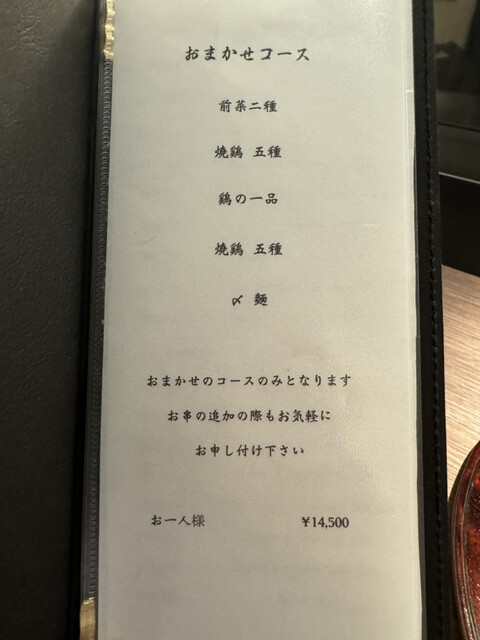 おまかせコース
前菜二種
焼鶏 五種
鶏の一品
焼鶏 五種
〆 麺
おまかせのコースのみとなります
お串の追加の際もお気軽に
お申し付け下さい
お一人様 ¥14,500